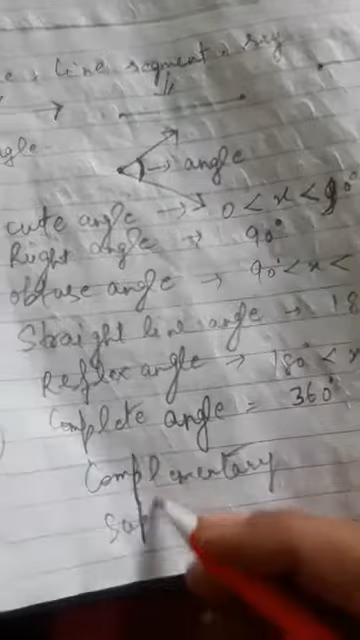 line segment, ray
angle
cute angle → 0 < x < 90°
Right angle → 90°
obtuse angle → 90° < x <
Straight line angle → 18
Reflex angle → 180° <
Complete angle = 360°
Complementary